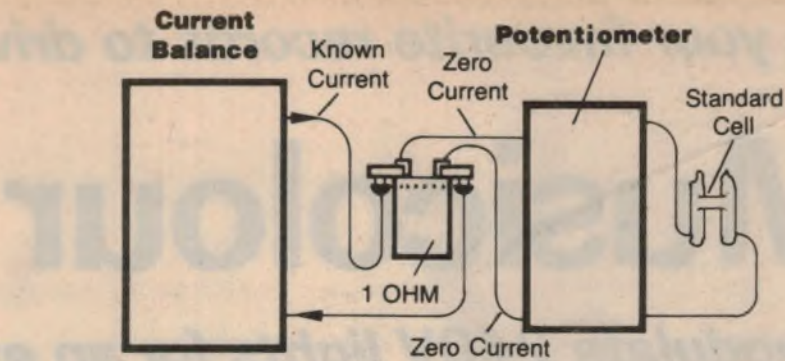 Current
Balance
Known
Current
Zero
Current
Potentiometer
Standard
Cell
1 OHM
Zero Current